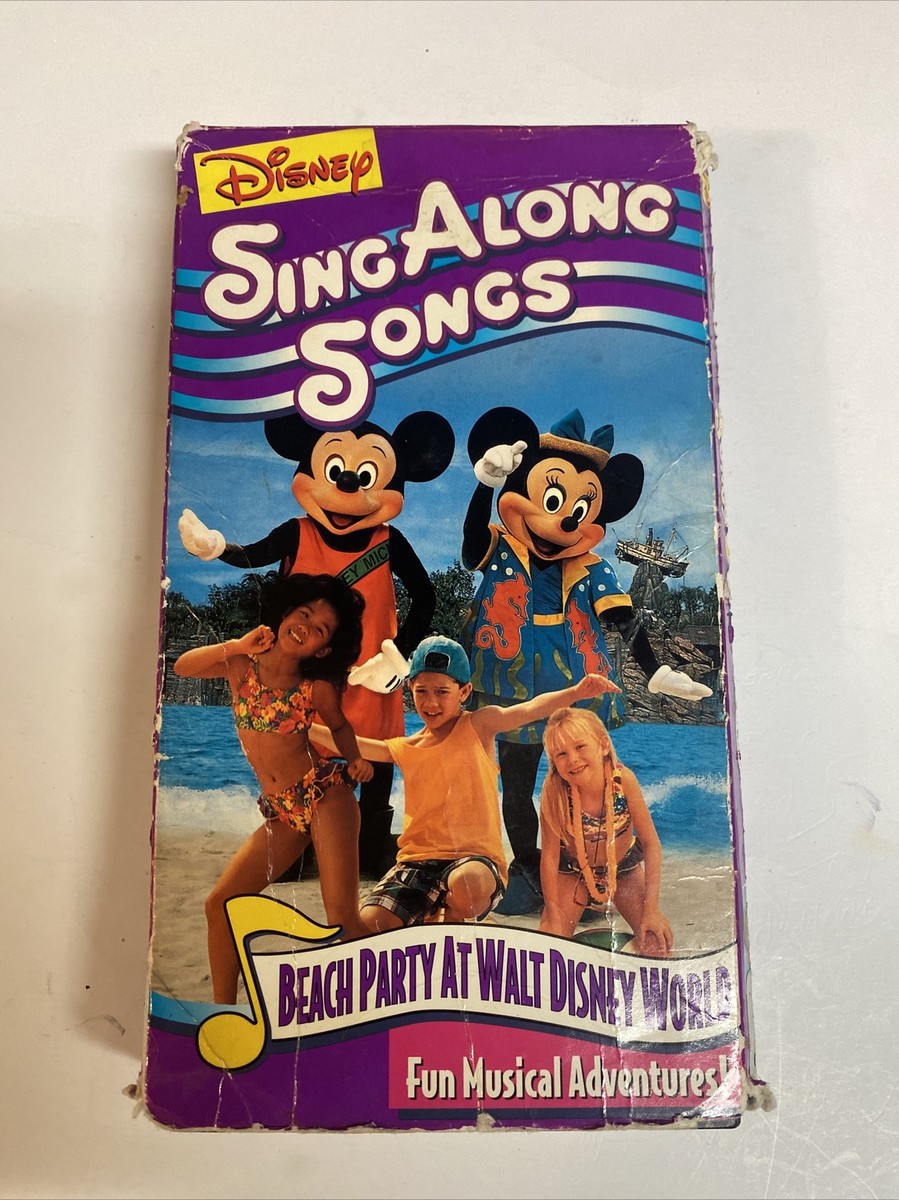 Disney
Sing Along
Songs
EY MIC
Beach Party At Walt Disney World
Fun Musical Adventures!